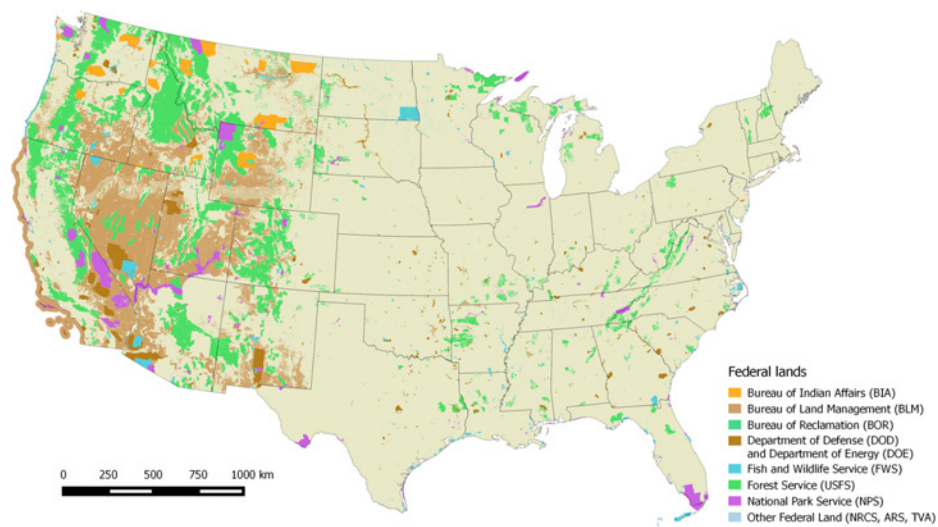 Federal lands
Bureau of Indian Affairs (BIA)
Bureau of Land Management (BLM)
Bureau of Reclamation (BOR)
Department of Defense (DOD)
and Department of Energy (DOE)
Fish and Wildlife Service (FWS)
Forest Service (USFS)
National Park Service (NPS)
Other Federal Land (NRCS, ARS, TVA)
0 250 500 750 1000 km